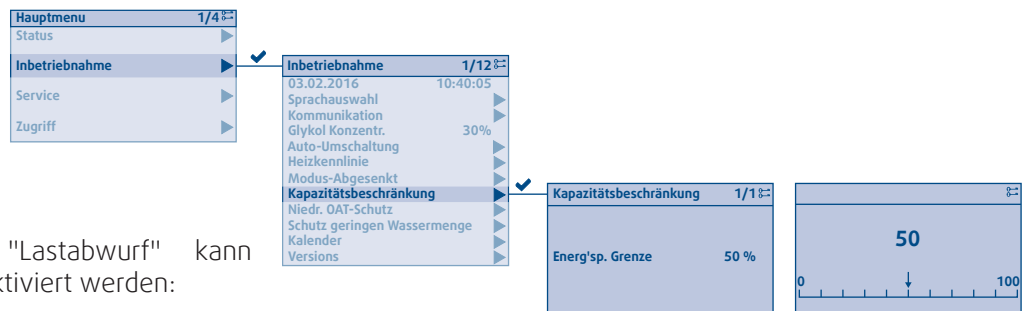 Hauptmenu 1/4
Status
Inbetriebnahme
Service
Zugriff
Inbetriebnahme 1/12
03.02.2016 10:40:05
Sprachauswahl
Kommunikation
Glykol Konzentr. 30%
Auto-Umschaltung
Heizkennlinie
Modus-Abgesenkt
Kapazitätsbeschränkung
Niedr. OAT-Schutz
Schutz geringen Wassermenge
Kalender
Versions
Kapazitätsbeschränkung 1/1
Energ'sp. Grenze 50 %
50
0 100
"Lastabwurf" kann
ktiviert werden: